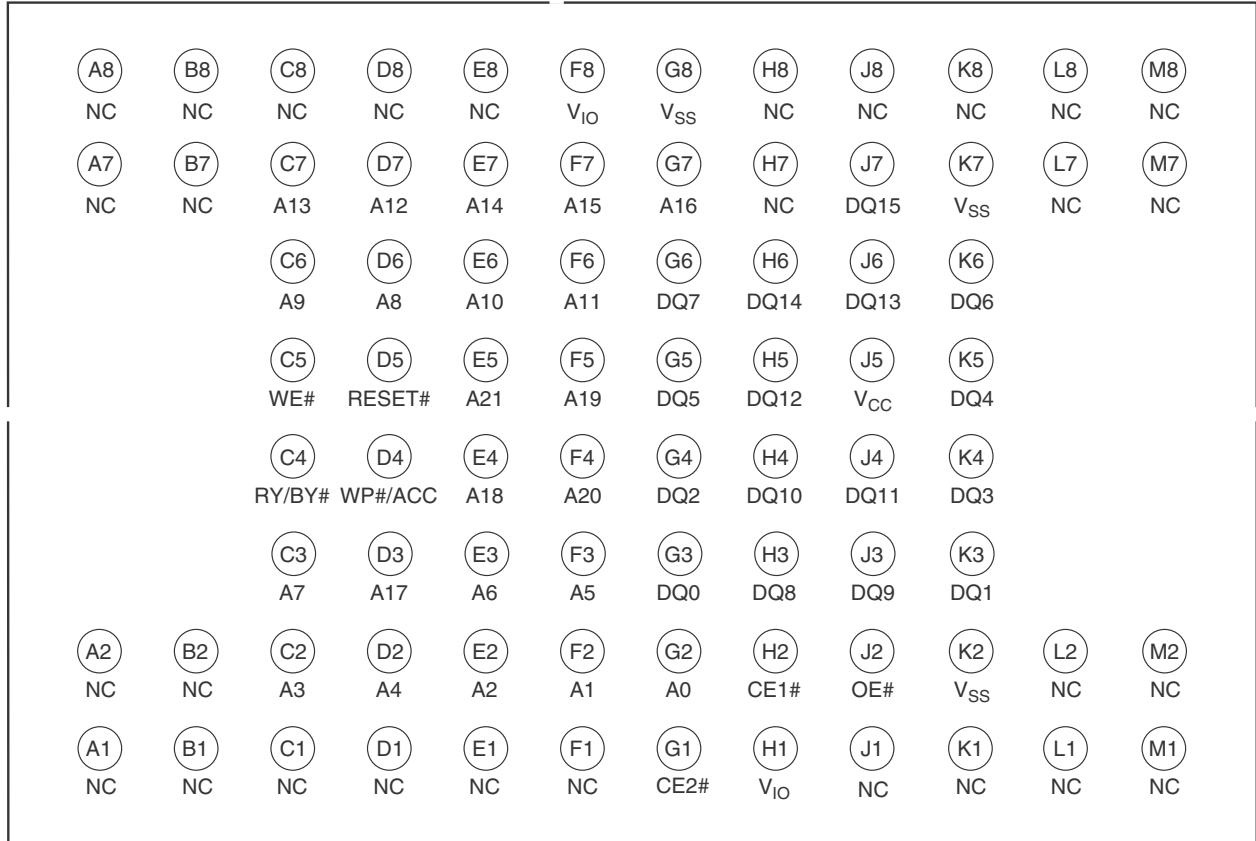 A8 B8 C8 D8 E8 F8 G8 H8 J8 K8 L8 M8
NC NC NC NC NC VIO VSS NC NC NC NC NC
A7 B7 C7 D7 E7 F7 G7 H7 J7 K7 L7 M7
NC NC A13 A12 A14 A15 A16 NC DQ15 VSS NC NC
C6 D6 E6 F6 G6 H6 J6 K6
A9 A8 A10 A11 DQ7 DQ14 DQ13 DQ6
C5 D5 E5 F5 G5 H5 J5 K5
WE# RESET# A21 A19 DQ5 DQ12 VCC DQ4
C4 D4 E4 F4 G4 H4 J4 K4
RY/BY# WP#/ACC A18 A20 DQ2 DQ10 DQ11 DQ3
C3 D3 E3 F3 G3 H3 J3 K3
A7 A17 A6 A5 DQ0 DQ8 DQ9 DQ1
A2 B2 C2 D2 E2 F2 G2 H2 J2 K2 L2 M2
NC NC A3 A4 A2 A1 A0 CE1# OE# VSS NC NC
A1 B1 C1 D1 E1 F1 G1 H1 J1 K1 L1 M1
NC NC NC NC NC NC CE2# VIO NC NC NC NC